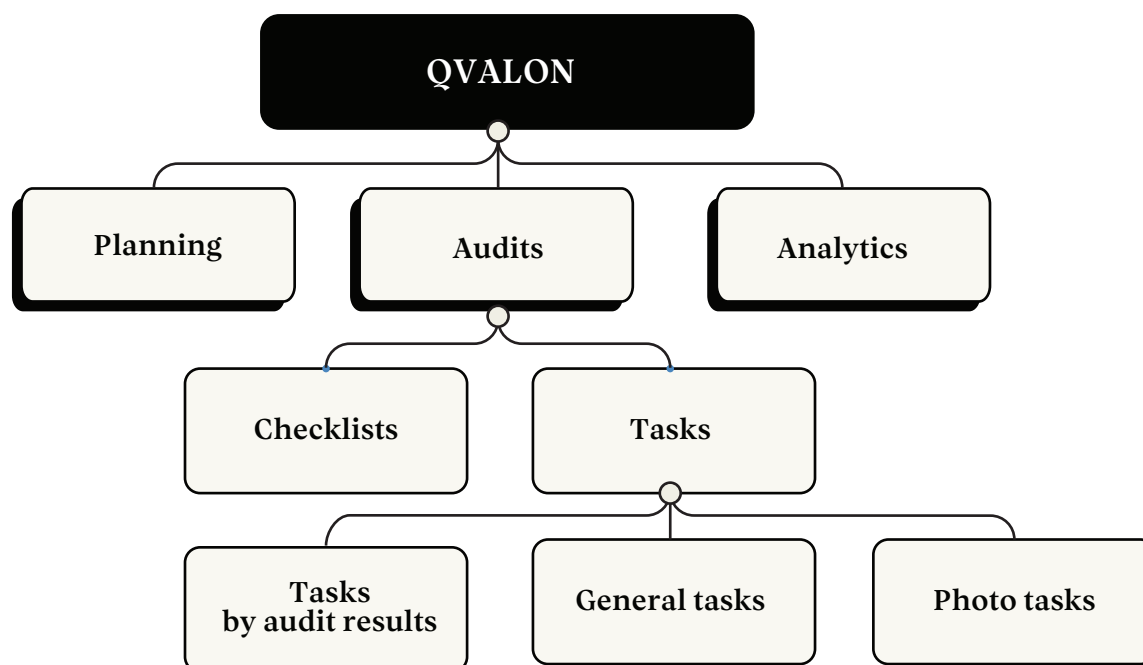 QVALON
Planning
Audits
Analytics
Checklists
Tasks
Tasks
by audit results
General tasks
Photo tasks